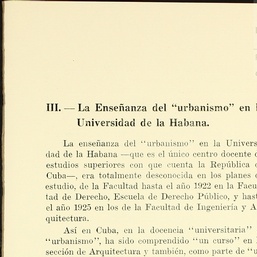 III. — La Enseñanza del "urbanismo" en l
Universidad de la Habana.
La enseñanza del "urbanismo" en la Univers
dad de la Habana —que es el único centro docente d
estudios superiores con que cuenta la República d
Cuba—, era totalmente desconocida en los planes d
estudio, de la Facultad hasta el año 1922 en la Facu
tad de Derecho, Escuela de Derecho Público, y hast
el año 1925 en los de la Facultad de Ingeniería y A
quitectura.
Así en Cuba, en la docencia "universitaria"
"urbanismo", ha sido comprendido "un curso" en l
sección de Arquitectura y también, como parte de "u